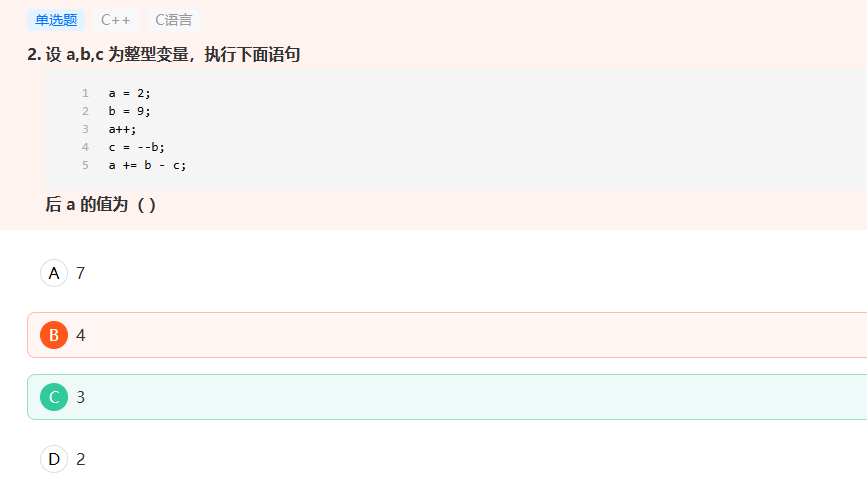 单选题 C++ C语言
2. 设 a,b,c 为整型变量，执行下面语句
1 a = 2;
2 b = 9;
3 a++;
4 c = --b;
5 a += b - c;
后 a 的值为（ ）
A 7
B 4
C 3
D 2